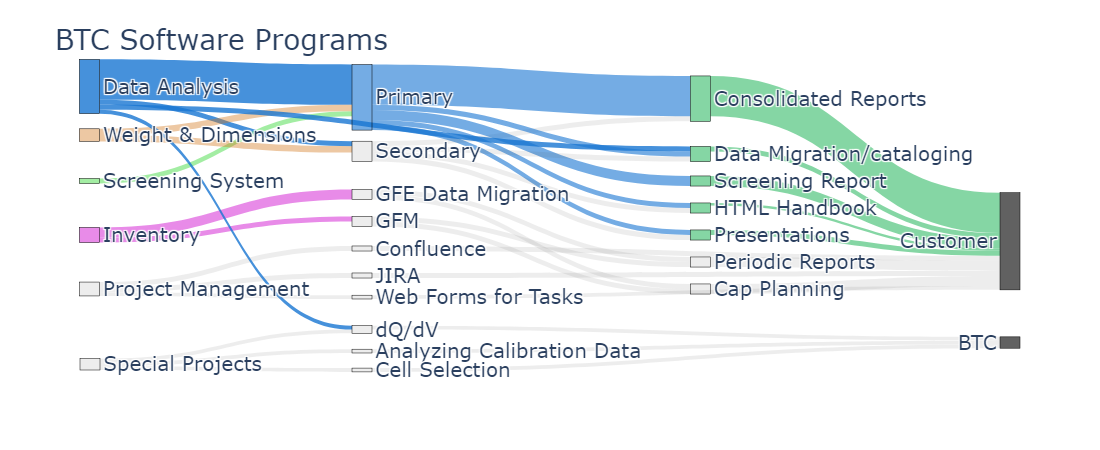 BTC Software Programs
Data Analysis
Weight & Dimensions
Screening System
Inventory
Project Management
Special Projects
Primary
Secondary
GFE Data Migration
GFM
Confluence
JIRA
Web Forms for Tasks
dQ/dV
Analyzing Calibration Data
Cell Selection
Consolidated Reports
Data Migration/cataloging
Screening Report
HTML Handbook
Presentations
Periodic Reports
Cap Planning
Customer
BTC